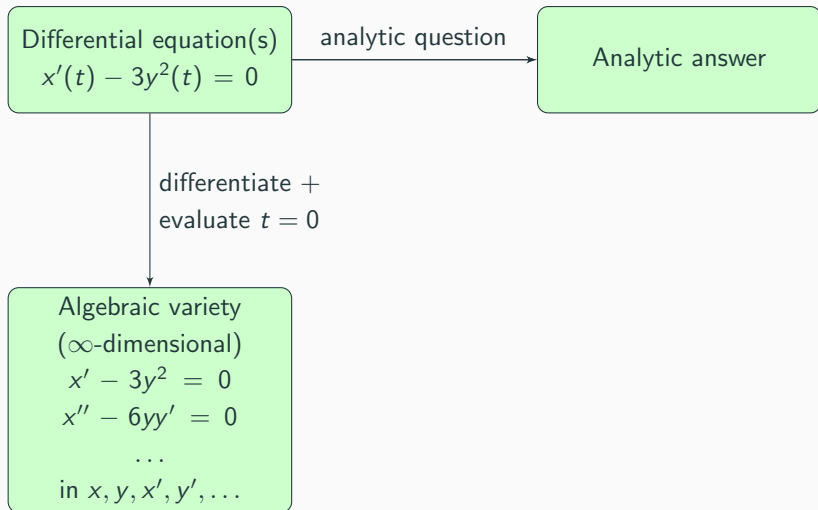 Differential equation(s)
x′(t) − 3y²(t) = 0
analytic question
Analytic answer
differentiate +
evaluate t = 0
Algebraic variety
(∞-dimensional)
x′ − 3y² = 0
x″ − 6yy′ = 0
...
in x, y, x′, y′, ...